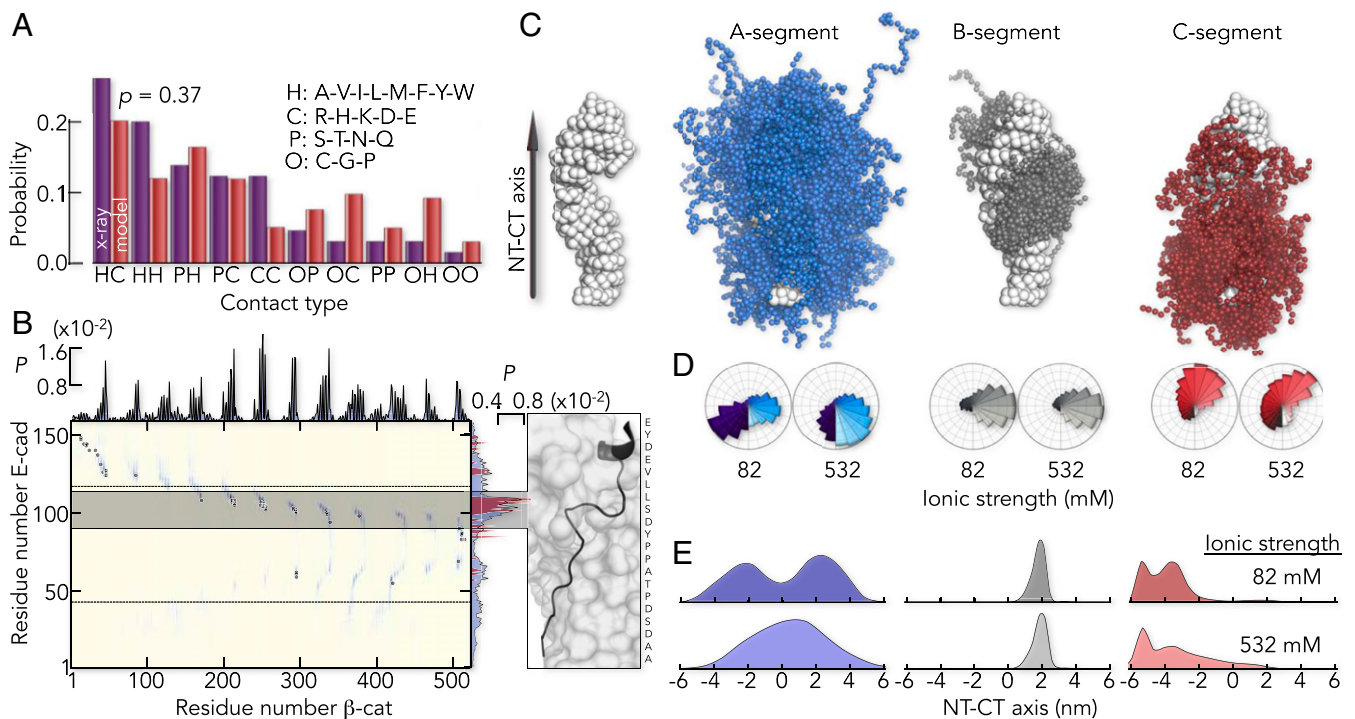 A
p = 0.37
H: A-V-I-L-M-F-Y-W
C: R-H-K-D-E
P: S-T-N-Q
O: C-G-P
Probability
0.2
0.1
0.0
x-ray
model
HC HH PH PC CC OP OC PP OH OO
Contact type
B
(x10-2)
P
1.6
0.8
P
0.4 0.8 (x10-2)
Residue number E-cad
150
100
50
1
1 100 200 300 400 500
Residue number β-cat
E
Y
D
E
V
L
L
S
D
Y
P
P
A
T
P
D
S
D
A
A
C
A-segment
B-segment
C-segment
NT-CT axis
D
82 532
82 532
82 532
Ionic strength (mM)
E
Ionic strength
82 mM
532 mM
-6 -4 -2 0 2 4 6
-6 -4 -2 0 2 4 6
-6 -4 -2 0 2 4 6
NT-CT axis (nm)